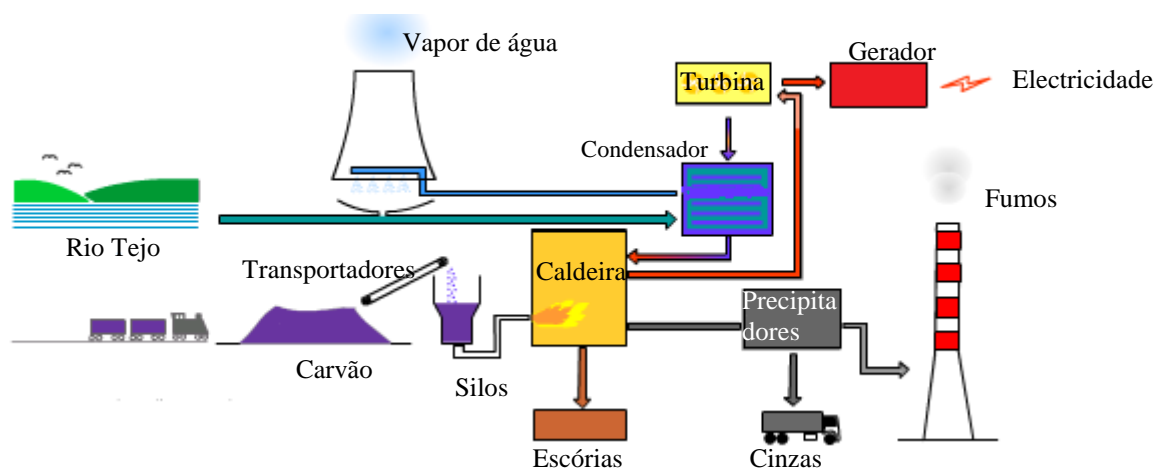 Vapor de água
Gerador
Turbina
Electricidade
Condensador
Fumos
Rio Tejo
Transportadores
Caldeira
Precipita
dores
Carvão
Silos
Escórias
Cinzas